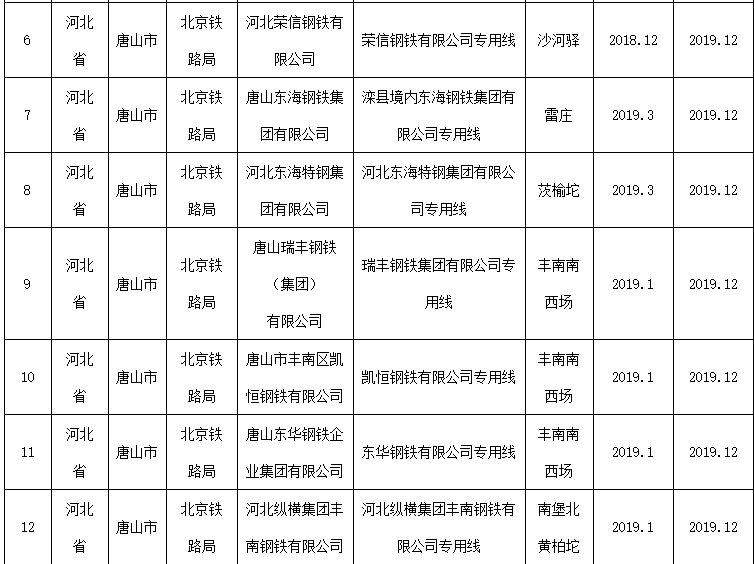 6
河北
省
唐山市
北京铁
路局
河北荣信钢铁有
限公司
荣信钢铁有限公司专用线
沙河驿
2018.12
2019.12
7
河北
省
唐山市
北京铁
路局
唐山东海钢铁集
团有限公司
滦县境内东海钢铁集团有
限公司专用线
雷庄
2019.3
2019.12
8
河北
省
唐山市
北京铁
路局
河北东海特钢集
团有限公司
河北东海特钢集团有限公
司专用线
茨榆坨
2019.3
2019.12
9
河北
省
唐山市
北京铁
路局
唐山瑞丰钢铁
（集团）
有限公司
瑞丰钢铁集团有限公司专
用线
丰南南
西场
2019.1
2019.12
10
河北
省
唐山市
北京铁
路局
唐山市丰南区凯
恒钢铁有限公司
凯恒钢铁有限公司专用线
丰南南
西场
2019.1
2019.12
11
河北
省
唐山市
北京铁
路局
唐山东华钢铁企
业集团有限公司
东华钢铁有限公司专用线
丰南南
西场
2019.1
2019.12
12
河北
省
唐山市
北京铁
路局
河北纵横集团丰
南钢铁有限公司
河北纵横集团丰南钢铁有
限公司专用线
南堡北
黄柏坨
2019.1
2019.12